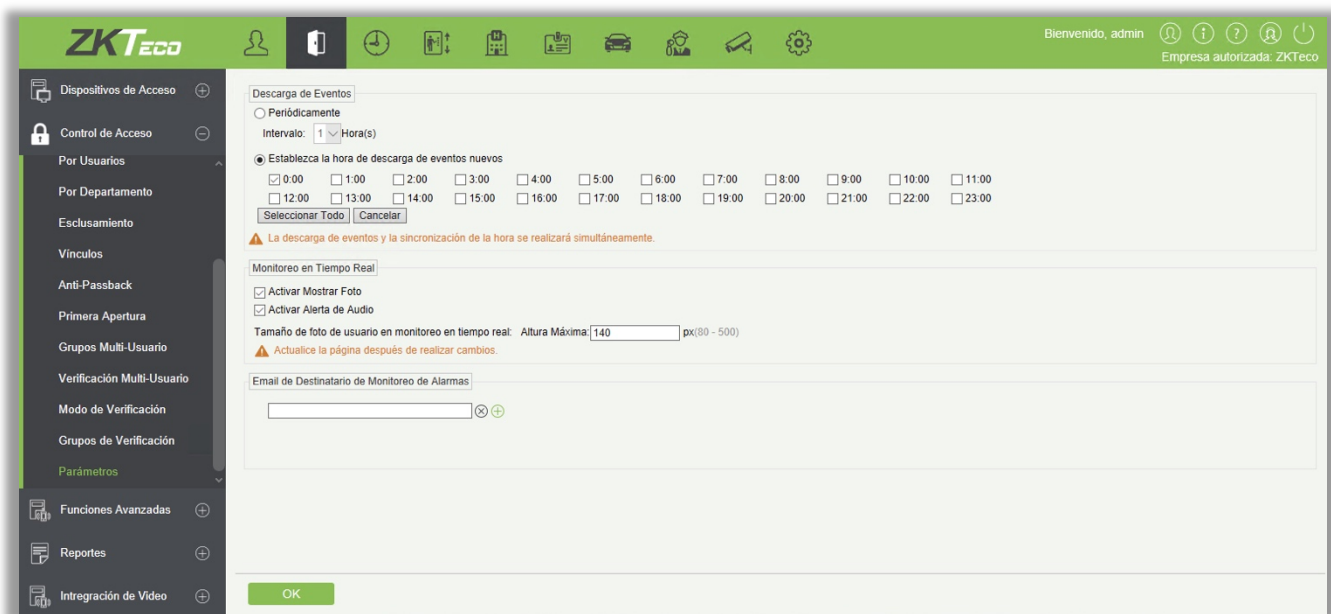 ZKTECO
Bienvenido, admin
Empresa autorizada: ZKTeco
Dispositivos de Acceso
Control de Acceso
Por Usuarios
Por Departamento
Esclusamiento
Vínculos
Anti-Passback
Primera Apertura
Grupos Multi-Usuario
Verificación Multi-Usuario
Modo de Verificación
Grupos de Verificación
Parámetros
Funciones Avanzadas
Reportes
Intregración de Video
Descarga de Eventos
Periódicamente
Intervalo: 1 Hora(s)
Establezca la hora de descarga de eventos nuevos
0:00 1:00 2:00 3:00 4:00 5:00 6:00 7:00 8:00 9:00 10:00 11:00
12:00 13:00 14:00 15:00 16:00 17:00 18:00 19:00 20:00 21:00 22:00 23:00
Seleccionar Todo Cancelar
La descarga de eventos y la sincronización de la hora se realizará simultáneamente.
Monitoreo en Tiempo Real
Activar Mostrar Foto
Activar Alerta de Audio
Tamaño de foto de usuario en monitoreo en tiempo real: Altura Máxima: 140 px(80 - 500)
Actualice la página después de realizar cambios.
Email de Destinatario de Monitoreo de Alarmas
OK